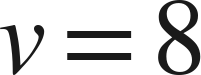 ν = 8